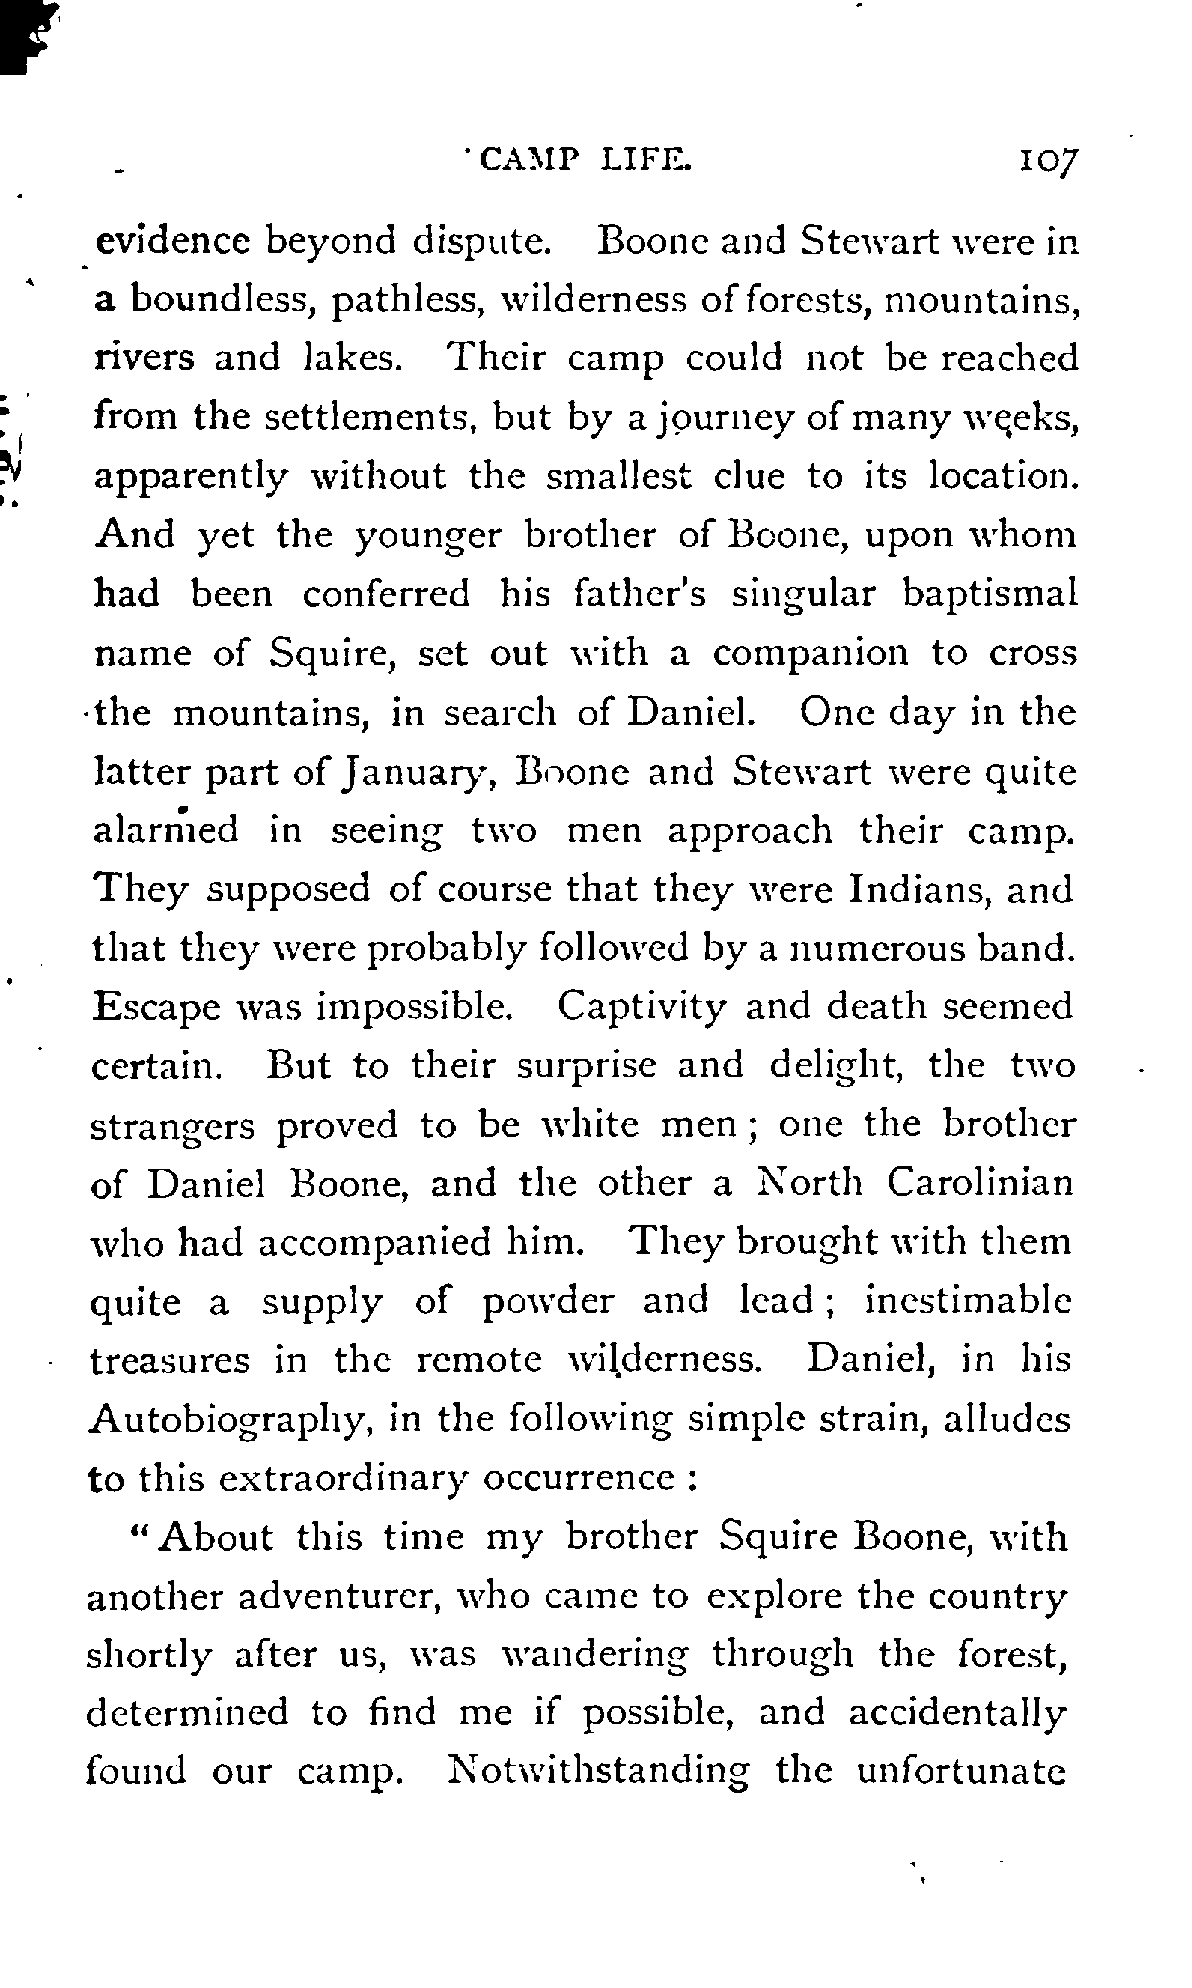 CAMP LIFE. 107
evidence beyond dispute. Boone and Stewart were in
a boundless, pathless, wilderness of forests, mountains,
rivers and lakes. Their camp could not be reached
from the settlements, but by a journey of many weeks,
apparently without the smallest clue to its location.
And yet the younger brother of Boone, upon whom
had been conferred his father's singular baptismal
name of Squire, set out with a companion to cross
the mountains, in search of Daniel. One day in the
latter part of January, Boone and Stewart were quite
alarmed in seeing two men approach their camp.
They supposed of course that they were Indians, and
that they were probably followed by a numerous band.
Escape was impossible. Captivity and death seemed
certain. But to their surprise and delight, the two
strangers proved to be white men ; one the brother
of Daniel Boone, and the other a North Carolinian
who had accompanied him. They brought with them
quite a supply of powder and lead ; inestimable
treasures in the remote wilderness. Daniel, in his
Autobiography, in the following simple strain, alludes
to this extraordinary occurrence :
“ About this time my brother Squire Boone, with
another adventurer, who came to explore the country
shortly after us, was wandering through the forest,
determined to find me if possible, and accidentally
found our camp. Notwithstanding the unfortunate